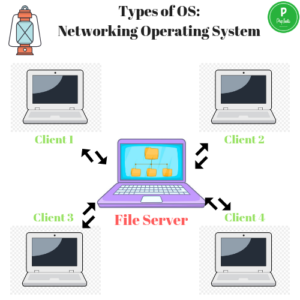 Types of OS:
Networking Operating System
P
Client 1
Client 2
File Server
Client 3
Client 4